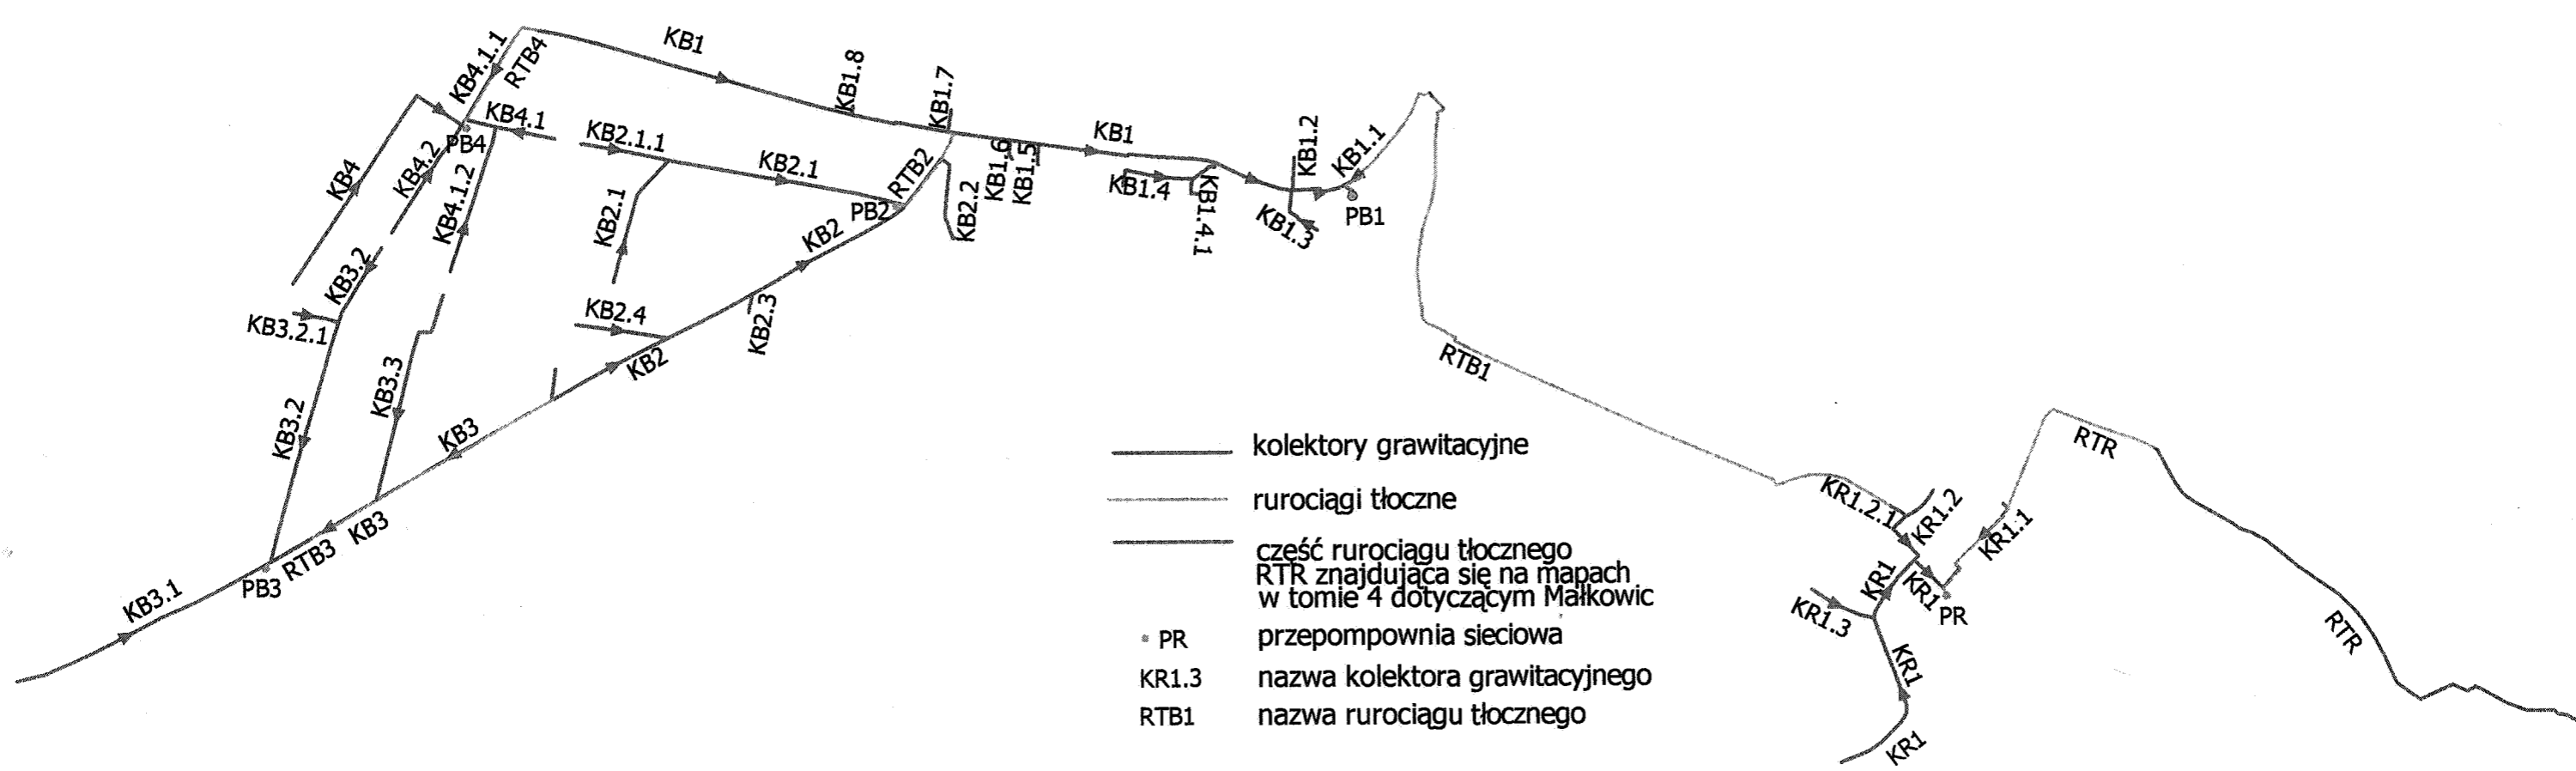 KB4.1.1
RTB4
KB1
KB1.8
KB1.7
KB4.1
PB4
KB4
KB4.2
KB4.1.2
KB2.1.1
KB2.1
KB2.1
PB2
RTB2
KB2.2
KB1.6
KB1.5
KB1
KB1.4
KB1.4.1
KB1.2
KB1.3
KB1.1
PB1
KB2
KB3.2
KB3.2.1
KB2.4
KB2.3
KB2
KB3.3
KB3.2
KB3
KB3
RTB3
PB3
KB3.1
RTB1
RTR
KR1.2.1
KR1.2
KR1.1
KR1
KR1
PR
KR1.3
KR1
KR1
RTR
kolektory grawitacyjne
rurociągi tłoczne
część rurociągu tłocznego
RTR znajdująca się na mapach
w tomie 4 dotyczącym Małkowic
PR przepompownia sieciowa
KR1.3 nazwa kolektora grawitacyjnego
RTB1 nazwa rurociągu tłocznego